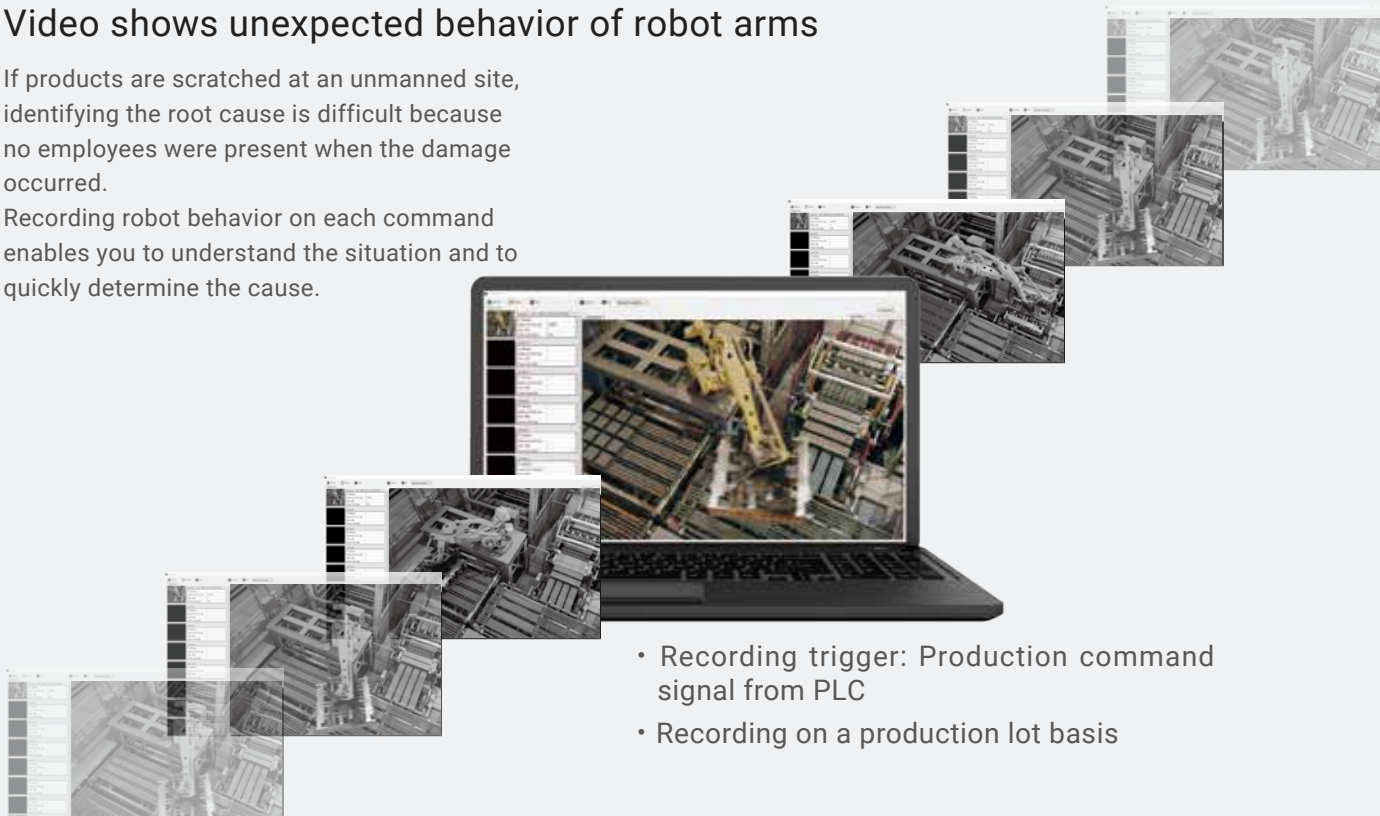 Video shows unexpected behavior of robot arms
If products are scratched at an unmanned site,
identifying the root cause is difficult because
no employees were present when the damage
occurred.
Recording robot behavior on each command
enables you to understand the situation and to
quickly determine the cause.
・Recording trigger: Production command
signal from PLC
・Recording on a production lot basis